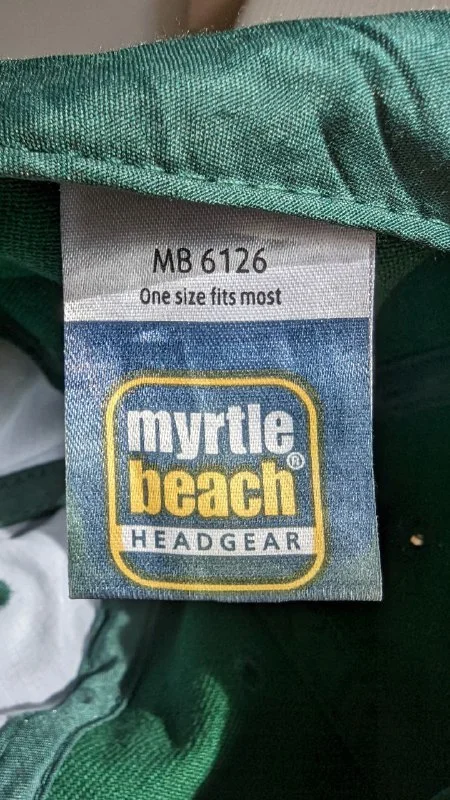 MB 6126
One size fits most
myrtle
beach®
HEADGEAR